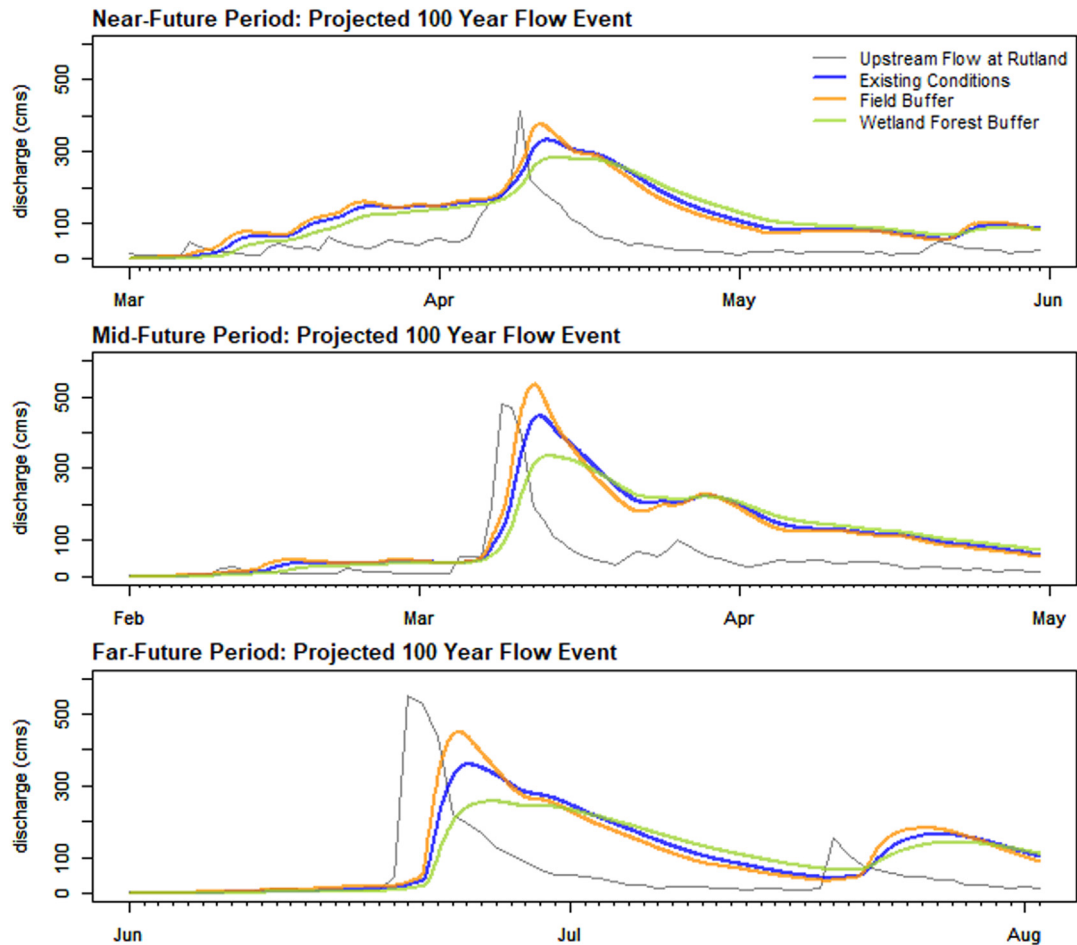 Near-Future Period: Projected 100 Year Flow Event
discharge (cms)
0 100 300 500
Upstream Flow at Rutland
Existing Conditions
Field Buffer
Wetland Forest Buffer
Mar Apr May Jun
Mid-Future Period: Projected 100 Year Flow Event
discharge (cms)
0 100 300 500
Feb Mar Apr May
Far-Future Period: Projected 100 Year Flow Event
discharge (cms)
0 100 300 500
Jun Jul Aug